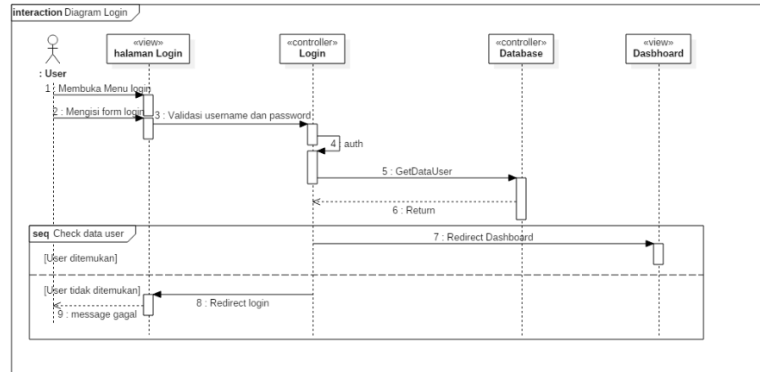 interaction Diagram Login
«view»
halaman Login
«controller»
Login
«controller»
Database
«view»
Dasbhoard
: User
1 : Membuka Menu login
2 : Mengisi form login
3 : Validasi username dan password
4 : auth
5 : GetDataUser
6 : Return
seq Check data user
7 : Redirect Dashboard
[User ditemukan]
[User tidak ditemukan]
8 : Redirect login
9 : message gagal